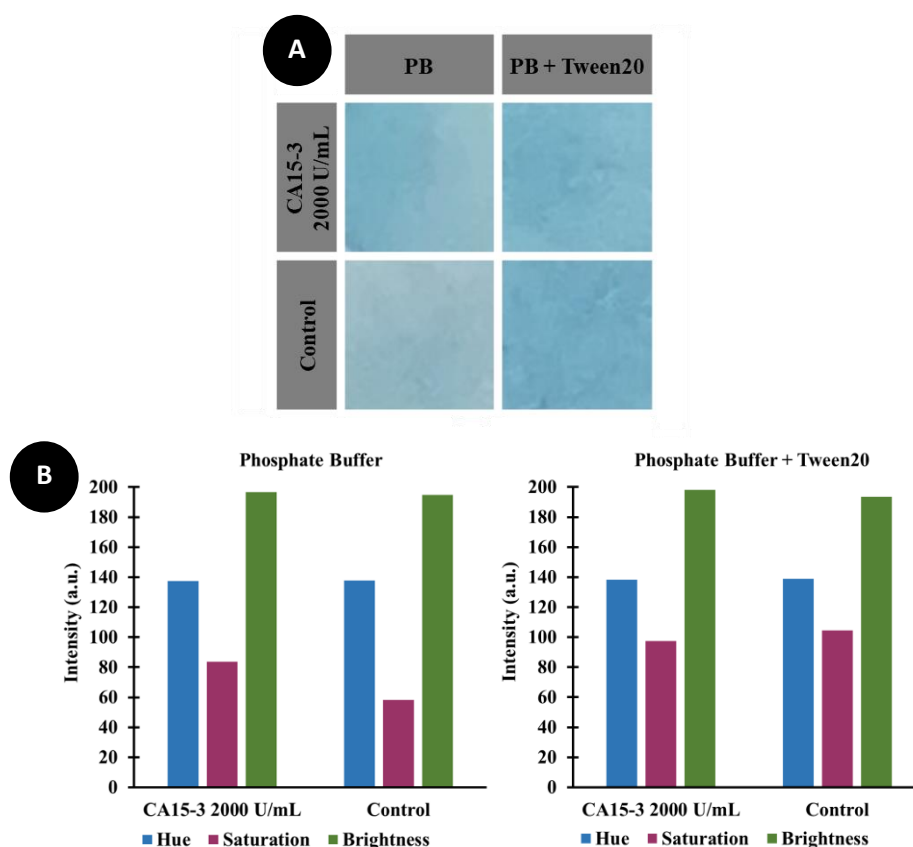 A
PB
PB + Tween20
CA15-3
2000 U/mL
Control
B
Phosphate Buffer
Intensity (a.u.)
200
180
160
140
120
100
80
60
40
20
0
CA15-3 2000 U/mL
Control
Hue
Saturation
Brightness
Phosphate Buffer + Tween20
Intensity (a.u.)
200
180
160
140
120
100
80
60
40
20
0
CA15-3 2000 U/mL
Control
Hue
Saturation
Brightness